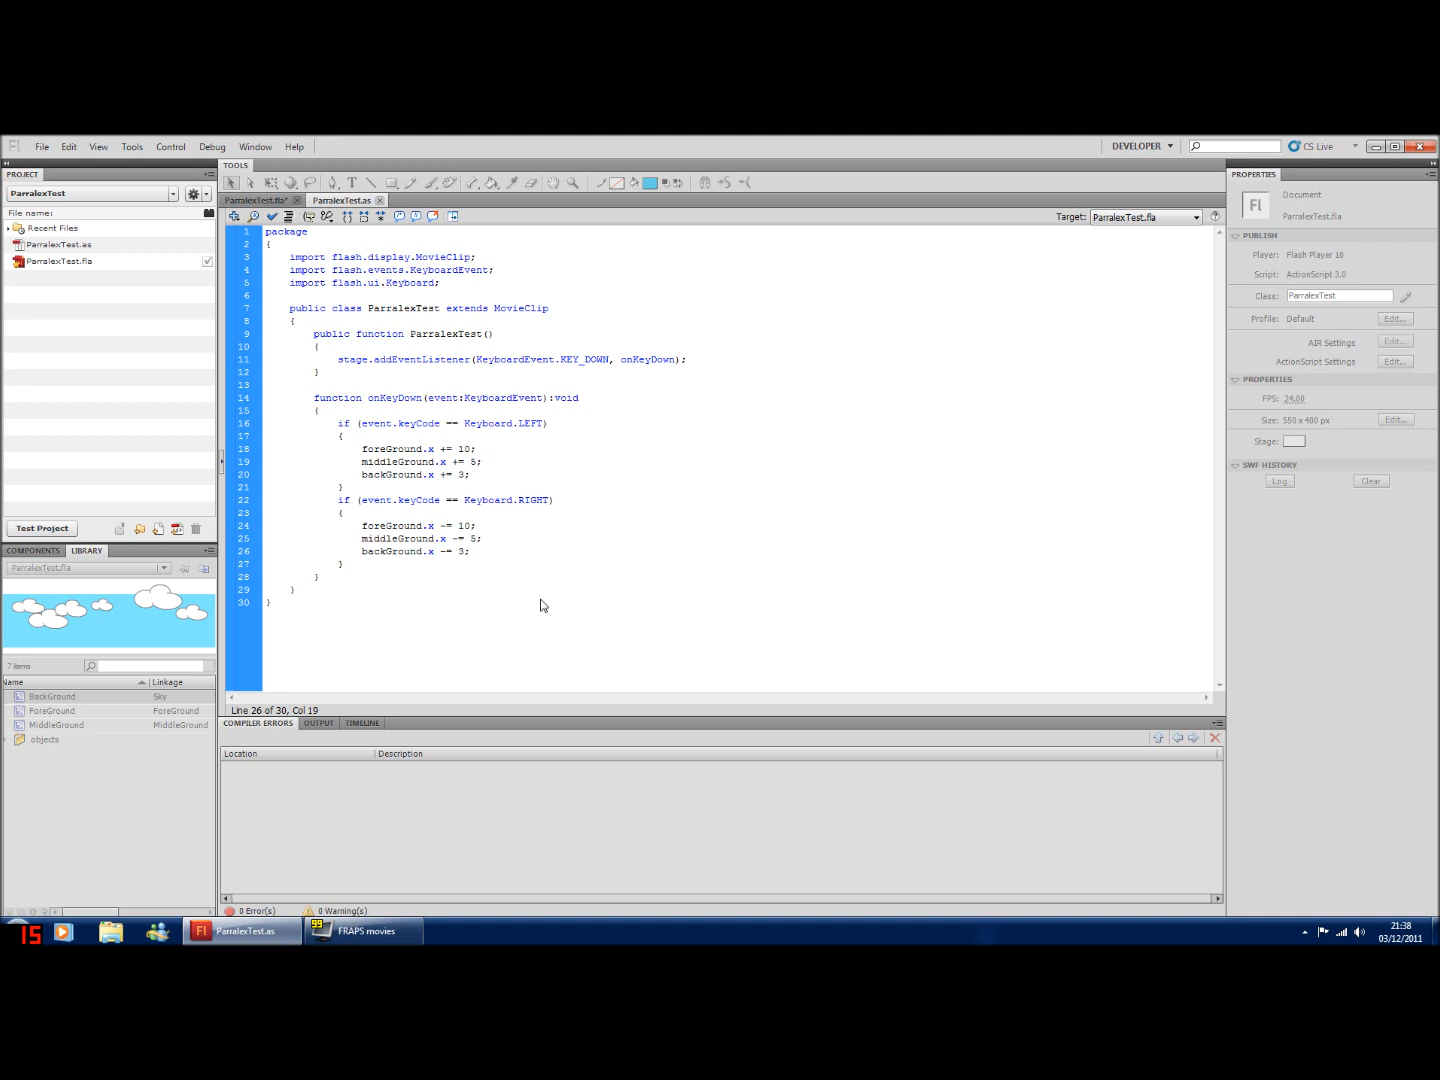 Fl File Edit View Tools Control Debug Window Help DEVELOPER CS Live
PROJECT
ParralexTest
File name:
Recent Files
ParralexTest.as
ParralexTest.fla
Test Project
COMPONENTS LIBRARY
ParralexTest.fla
7 items
Name Linkage
BackGround Sky
ForeGround ForeGround
MiddleGround MiddleGround
objects
TOOLS
ParralexTest.fla* ParralexTest.as
Target: ParralexTest.fla
1 package
2 {
3 import flash.display.MovieClip;
4 import flash.events.KeyboardEvent;
5 import flash.ui.Keyboard;
6
7 public class ParralexTest extends MovieClip
8 {
9 public function ParralexTest()
10 {
11 stage.addEventListener(KeyboardEvent.KEY_DOWN, onKeyDown);
12 }
13
14 function onKeyDown(event:KeyboardEvent):void
15 {
16 if (event.keyCode == Keyboard.LEFT)
17 {
18 foreGround.x += 10;
19 middleGround.x += 5;
20 backGround.x += 3;
21 }
22 if (event.keyCode == Keyboard.RIGHT)
23 {
24 foreGround.x -= 10;
25 middleGround.x -= 5;
26 backGround.x -= 3;
27 }
28 }
29 }
30 }
Line 26 of 30, Col 19
COMPILER ERRORS OUTPUT TIMELINE
Location Description
0 Error(s) 0 Warning(s)
PROPERTIES
Fl
Document
ParralexTest.fla
PUBLISH
Player: Flash Player 10
Script: ActionScript 3.0
Class: ParralexTest
Profile: Default Edit...
AIR Settings Edit...
ActionScript Settings Edit...
PROPERTIES
FPS: 24.00
Size: 550 x 400 px Edit...
Stage:
SWF HISTORY
Log Clear
15
Fl ParralexTest.as
99 FRAPS movies
21:38
03/12/2011